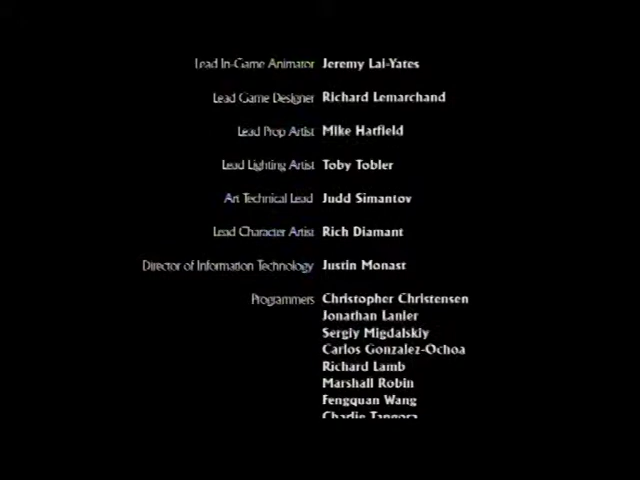 Lead In-Game Animator Jeremy Lai-Yates
Lead Game Designer Richard Lemarchand
Lead Prop Artist Mike Hatfield
Lead Lighting Artist Toby Tobler
Art Technical Lead Judd Simantov
Lead Character Artist Rich Diamant
Director of Information Technology Justin Monast
Programmers Christopher Christensen
Jonathan Lanier
Sergiy Migdalskiy
Carlos Gonzalez-Ochoa
Richard Lamb
Marshall Robin
Fengquan Wang
Charlie Tangora